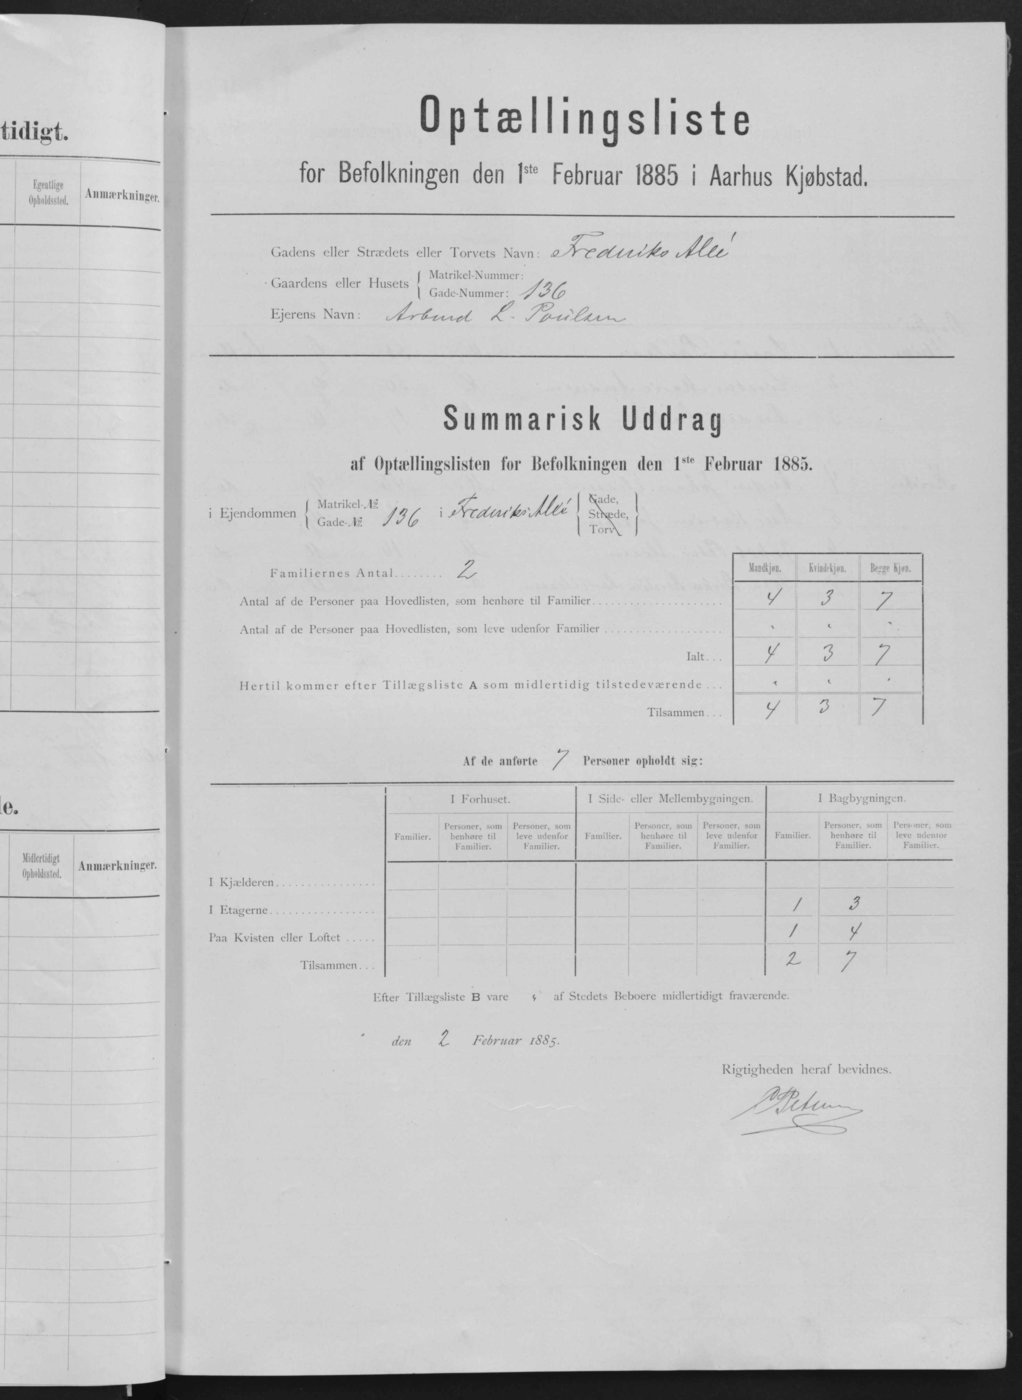 tidigt.
Egentlige Opholdssted.
Anmærkninger.
le.
Midlertidigt Opholdssted.
Anmærkninger.
Optællingsliste
for Befolkningen den 1ste Februar 1885 i Aarhus Kjøbstad.
Gadens eller Strædets eller Torvets Navn: Frederiks Allé
Gaardens eller Husets
Matrikel-Nummer:
Gade-Nummer: 136
Ejerens Navn: L. Poulsen
Summarisk Uddrag
af Optællingslisten for Befolkningen den 1ste Februar 1885.
i Ejendommen Matrikel-№ Gade-№ 136 i Frederiks Allé Gade, Stræde, Torv
Familiernes Antal........ 2
Mandkjøn. Kvindekjøn. Begge Kjøn.
Antal af de Personer paa Hovedlisten, som henhøre til Familier 4 3 7
Antal af de Personer paa Hovedlisten, som leve udenfor Familier " " "
Ialt... 4 3 7
Hertil kommer efter Tillægsliste A som midlertidig tilstedeværende... " " "
Tilsammen... 4 3 7
Af de anførte 7 Personer opholdt sig:
I Forhuset. I Side- eller Mellembygningen. I Bagbygningen.
Familier. Personer, som henhøre til Familier. Personer, som leve udenfor Familier. Familier. Personer, som henhøre til Familier. Personer, som leve udenfor Familier. Familier. Personer, som henhøre til Familier. Personer, som leve udenfor Familier.
I Kjælderen
I Etagerne 1 3
Paa Kvisten eller Loftet 1 4
Tilsammen... 2 7
Efter Tillægsliste B vare " af Stedets Beboere midlertidigt fraværende.
" den 2 Februar 1885.
Rigtigheden heraf bevidnes.